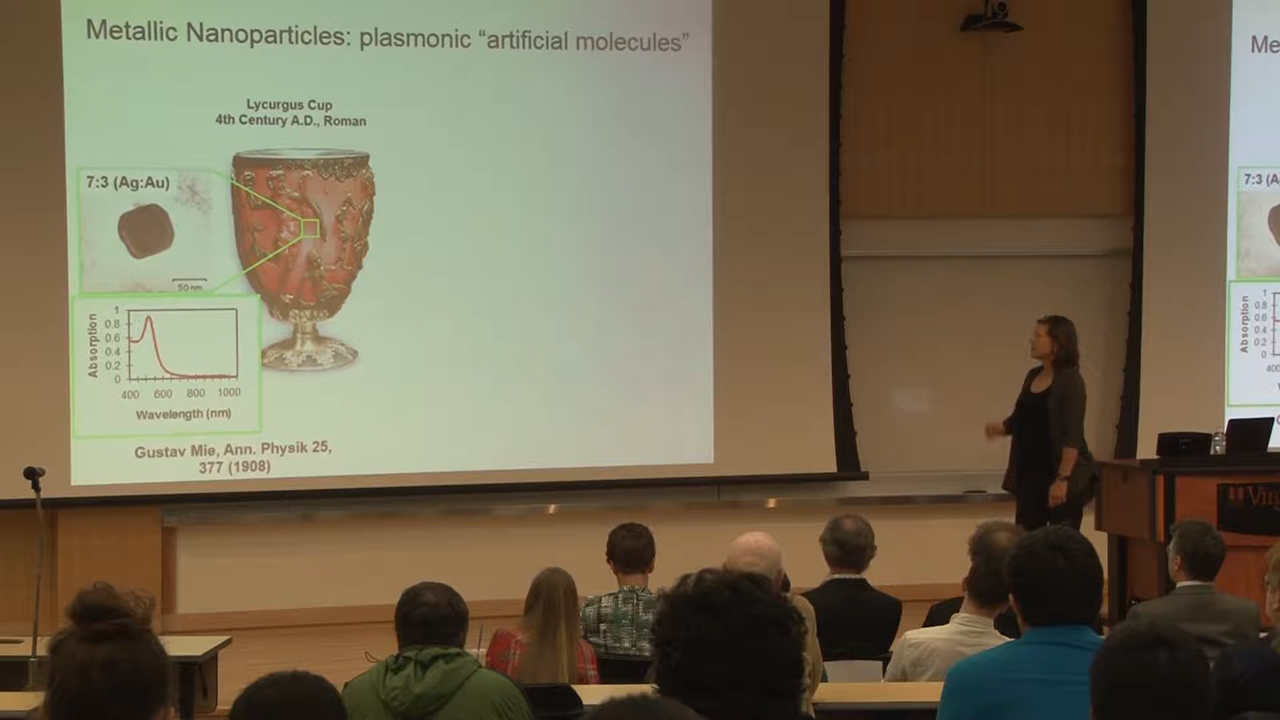 Metallic Nanoparticles: plasmonic “artificial molecules”
Lycurgus Cup
4th Century A.D., Roman
7:3 (Ag:Au)
50 nm
Absorption
1
0.8
0.6
0.4
0.2
0
400 600 800 1000
Wavelength (nm)
Gustav Mie, Ann. Physik 25,
377 (1908)
Me
7:3 (A
Absorption
1
0.8
0.6
0.4
0.2
0
400